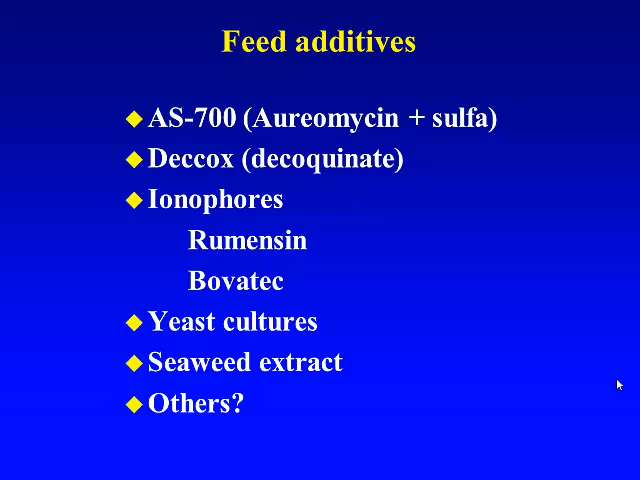 Feed additives
AS-700 (Aureomycin + sulfa)
Deccox (decoquinate)
Ionophores
Rumensin
Bovatec
Yeast cultures
Seaweed extract
Others?